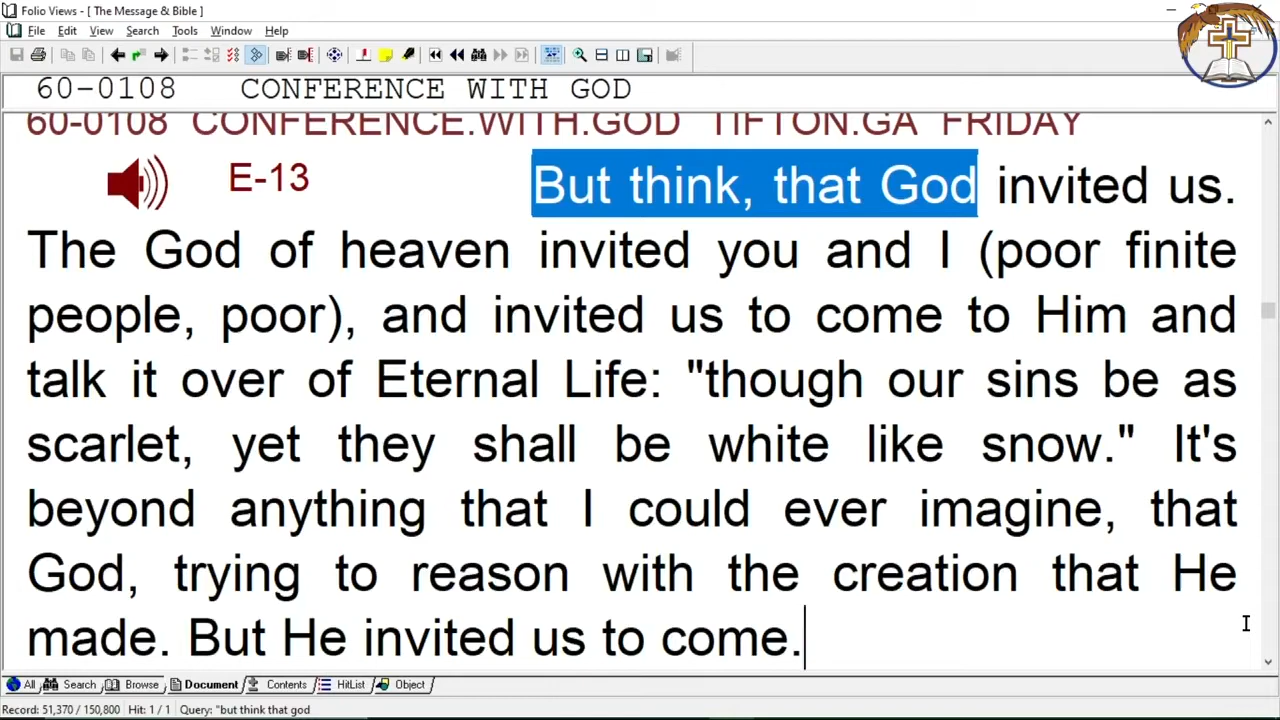 Folio Views - [ The Message & Bible ]
File Edit View Search Tools Window Help
60-0108 CONFERENCE WITH GOD
60-0108 CONFERENCE.WITH.GOD TIFTON.GA FRIDAY
E-13 But think, that God invited us.
The God of heaven invited you and I (poor finite
people, poor), and invited us to come to Him and
talk it over of Eternal Life: "though our sins be as
scarlet, yet they shall be white like snow." It's
beyond anything that I could ever imagine, that
God, trying to reason with the creation that He
made. But He invited us to come.
All Search Browse Document Contents HitList Object
Record: 51,370 / 150,800 Hit: 1 / 1 Query: "but think that god